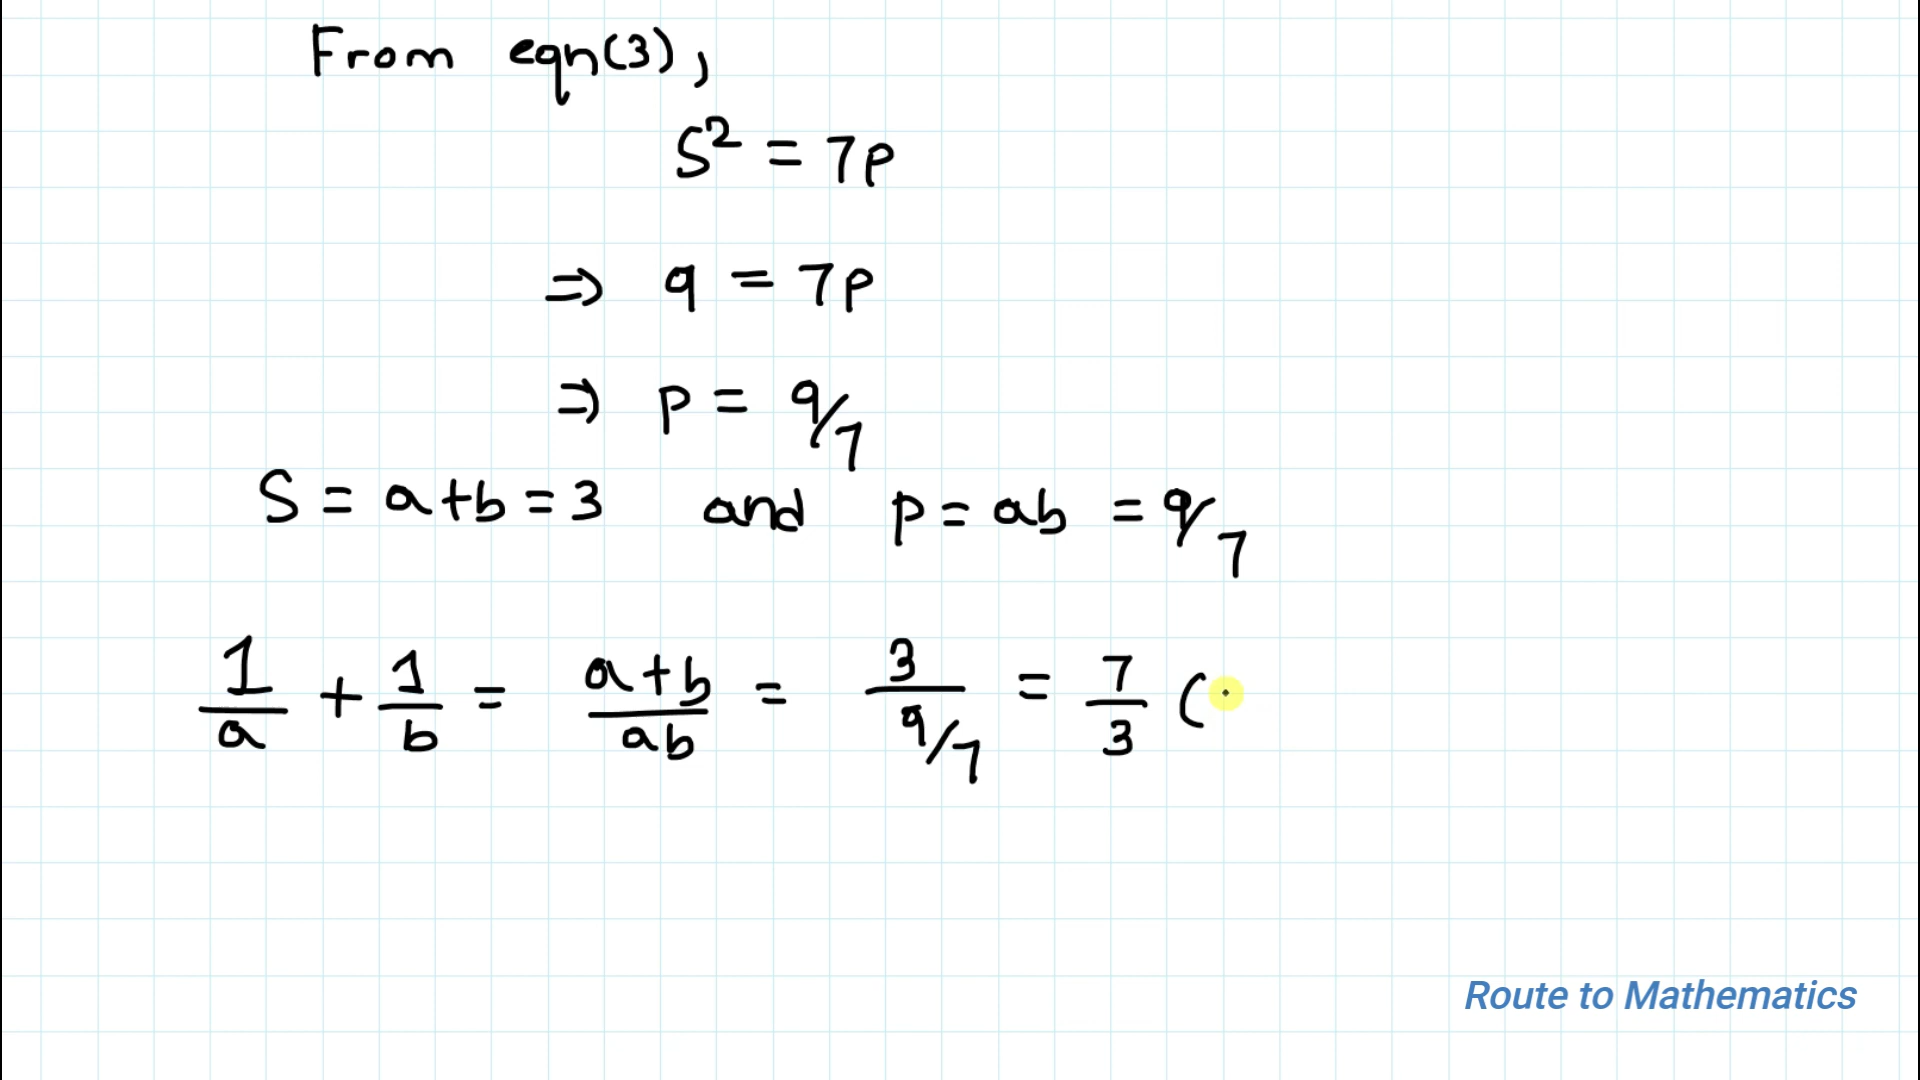 From eqn(3),
S² = 7p
⇒ 9 = 7p
⇒ p = 9/7
S = a+b = 3 and p = ab = 9/7
1/a + 1/b = a+b/ab = 3/9/7 = 7/3 (
Route to Mathematics